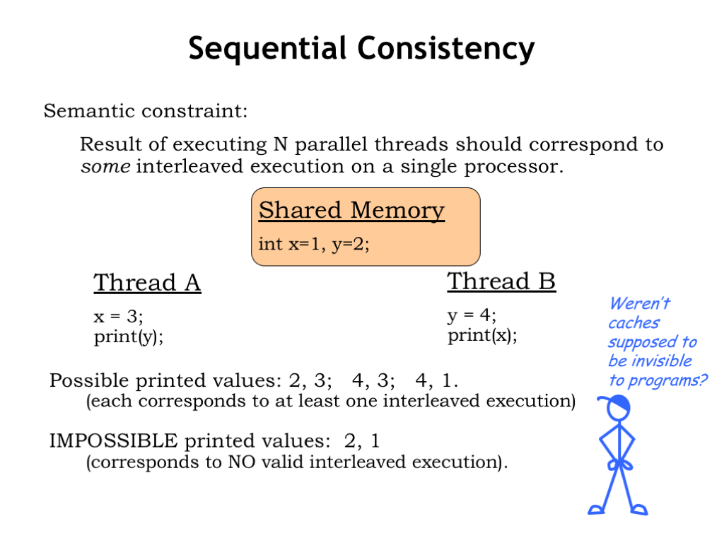 Sequential Consistency
Semantic constraint:
Result of executing N parallel threads should correspond to
some interleaved execution on a single processor.
Shared Memory
int x=1, y=2;
Thread A
x = 3;
print(y);
Thread B
y = 4;
print(x);
Weren't
caches
supposed to
be invisible
to programs?
Possible printed values: 2, 3;   4, 3;   4, 1.
(each corresponds to at least one interleaved execution)
IMPOSSIBLE printed values:  2, 1
(corresponds to NO valid interleaved execution).